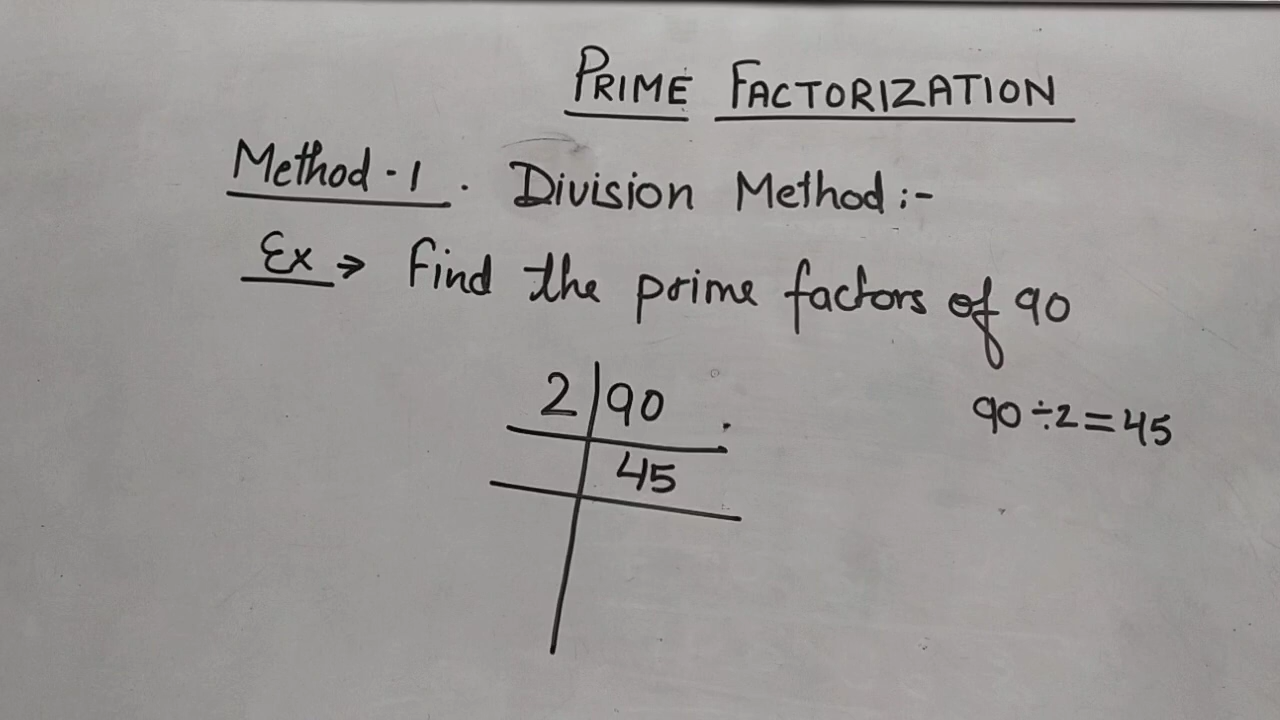 PRIME FACTORIZATION
Method-1. Division Method:-
Ex → Find the prime factors of 90
2|90
90÷2=45
45